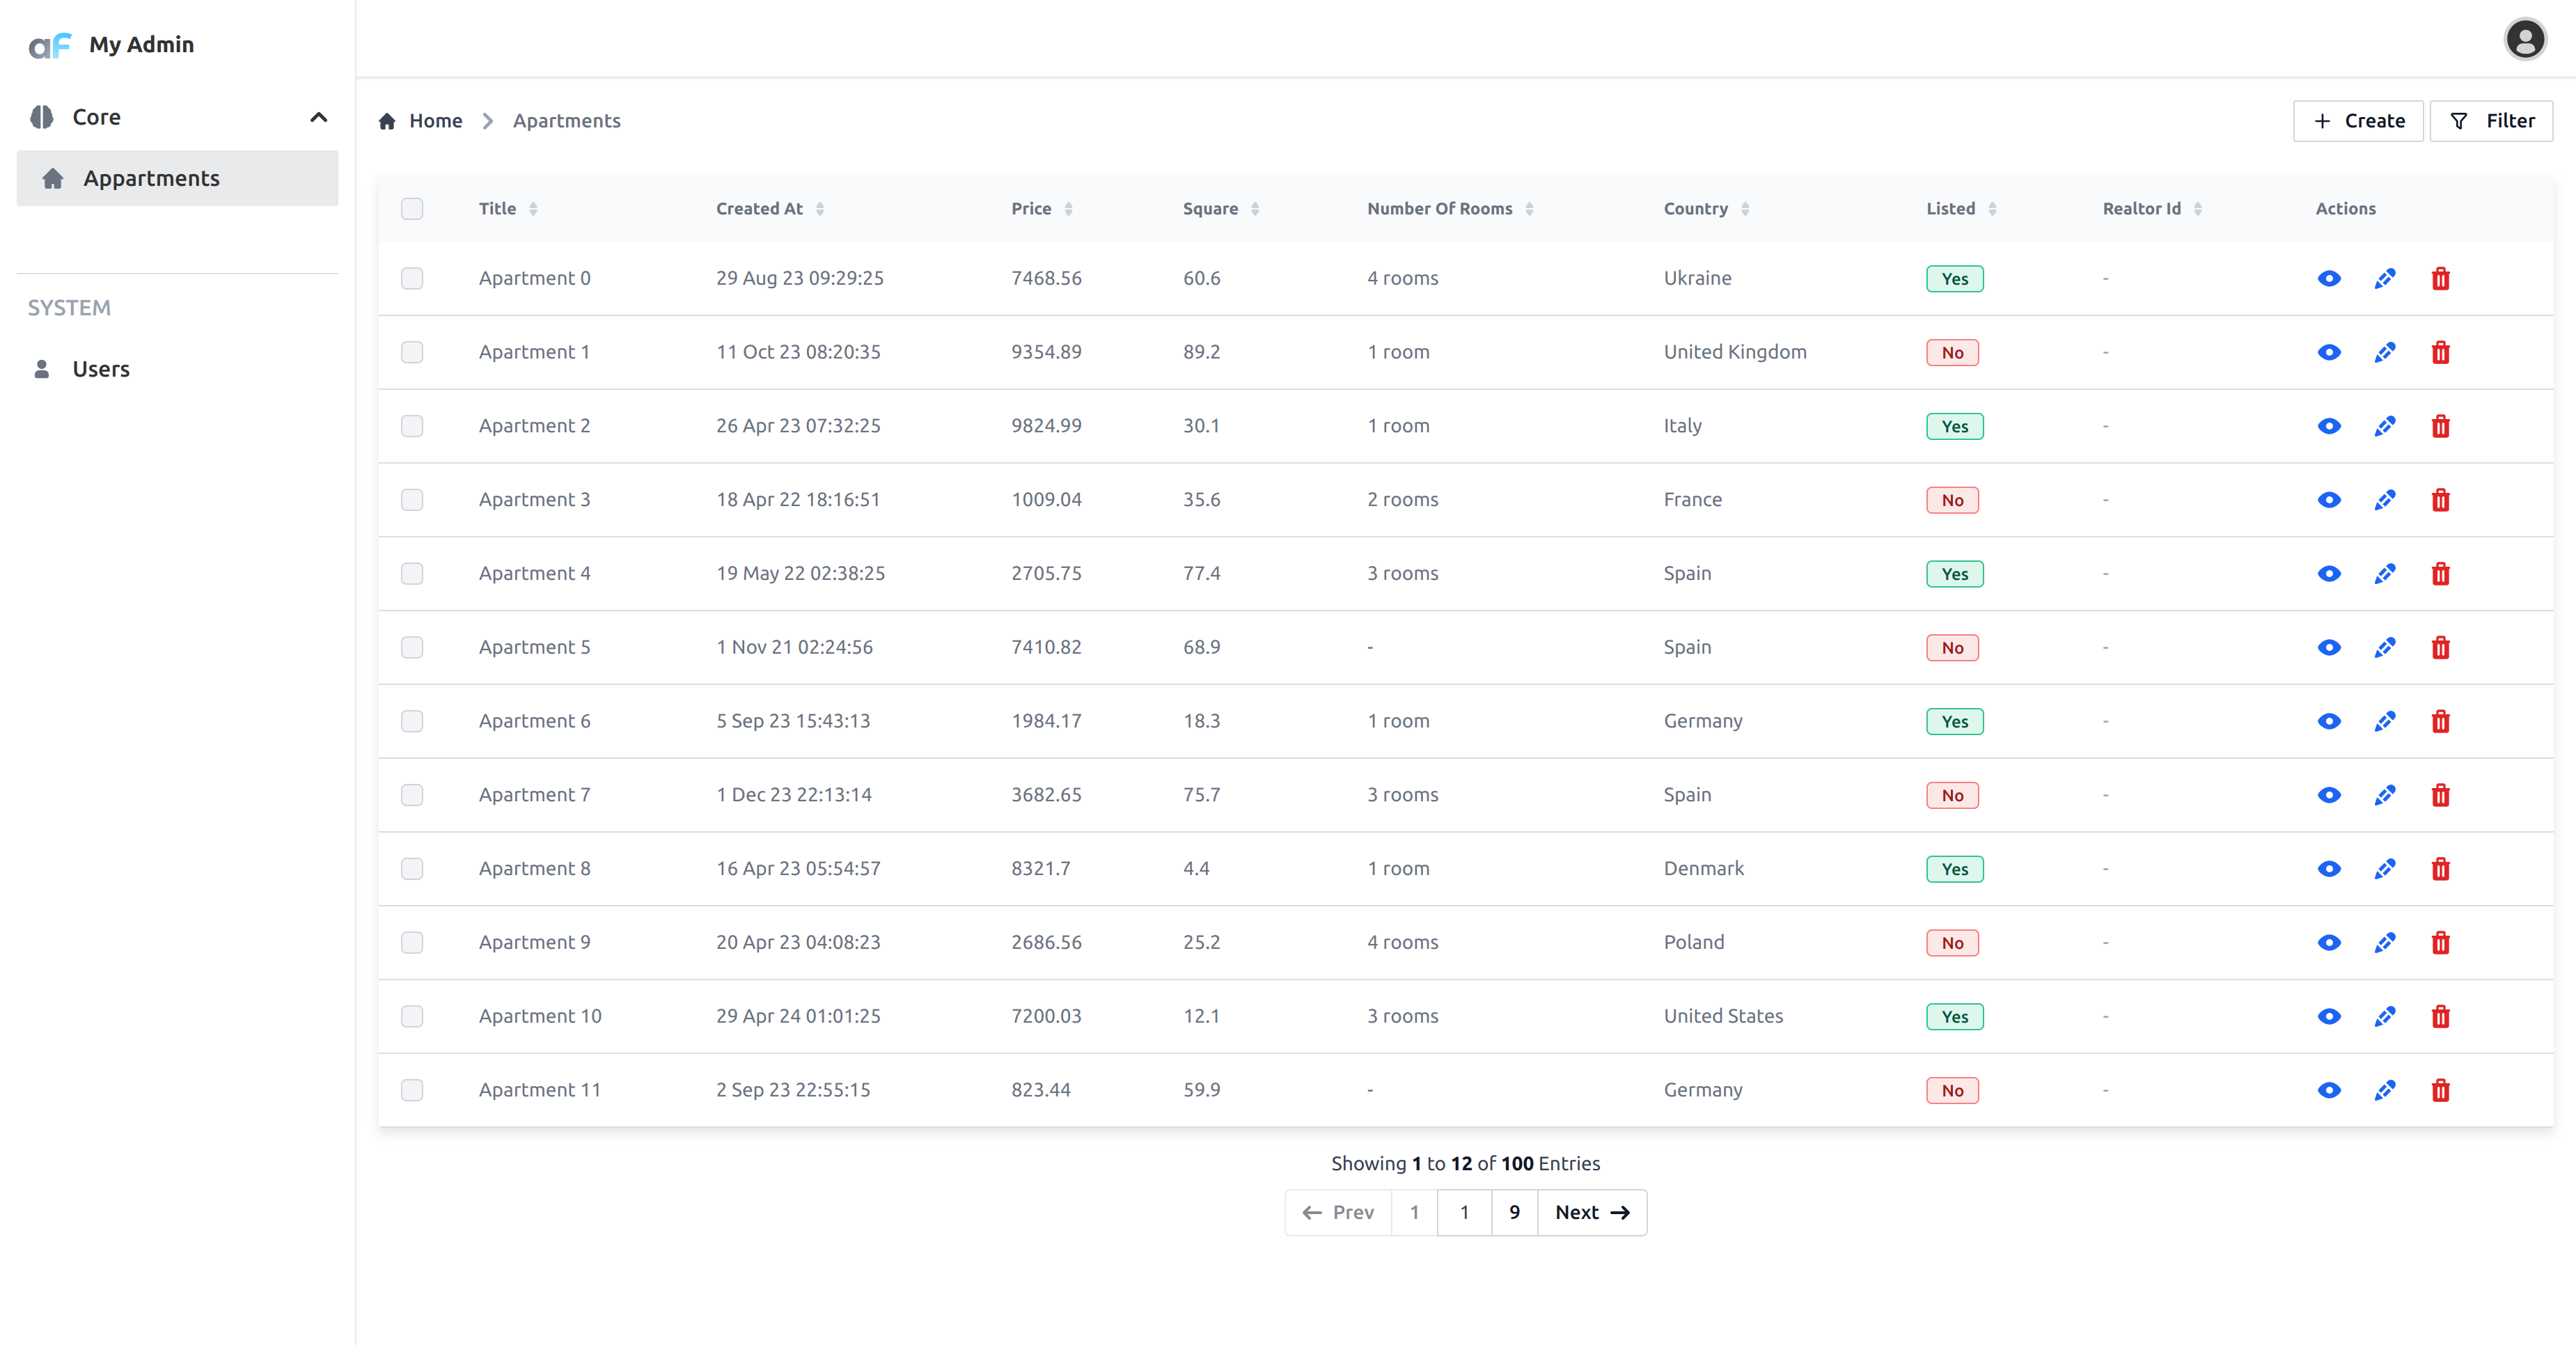 aF My Admin
Core
Appartments
SYSTEM
Users
Home Apartments
+ Create Filter
Title Created At Price Square Number Of Rooms Country Listed Realtor Id Actions
Apartment 0 29 Aug 23 09:29:25 7468.56 60.6 4 rooms Ukraine Yes -
Apartment 1 11 Oct 23 08:20:35 9354.89 89.2 1 room United Kingdom No -
Apartment 2 26 Apr 23 07:32:25 9824.99 30.1 1 room Italy Yes -
Apartment 3 18 Apr 22 18:16:51 1009.04 35.6 2 rooms France No -
Apartment 4 19 May 22 02:38:25 2705.75 77.4 3 rooms Spain Yes -
Apartment 5 1 Nov 21 02:24:56 7410.82 68.9 - Spain No -
Apartment 6 5 Sep 23 15:43:13 1984.17 18.3 1 room Germany Yes -
Apartment 7 1 Dec 23 22:13:14 3682.65 75.7 3 rooms Spain No -
Apartment 8 16 Apr 23 05:54:57 8321.7 4.4 1 room Denmark Yes -
Apartment 9 20 Apr 23 04:08:23 2686.56 25.2 4 rooms Poland No -
Apartment 10 29 Apr 24 01:01:25 7200.03 12.1 3 rooms United States Yes -
Apartment 11 2 Sep 23 22:55:15 823.44 59.9 - Germany No -
Showing 1 to 12 of 100 Entries
Prev 1 1 9 Next